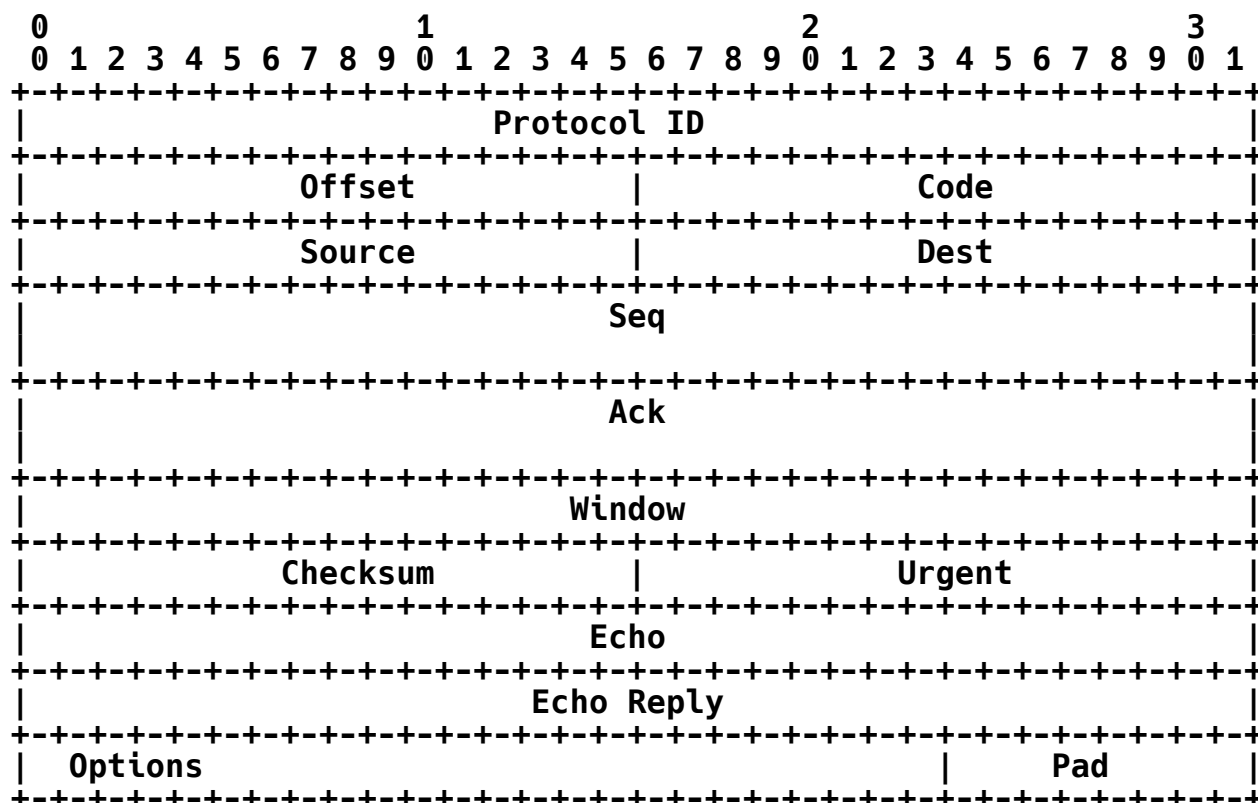 0                   1                   2                   3
 0 1 2 3 4 5 6 7 8 9 0 1 2 3 4 5 6 7 8 9 0 1 2 3 4 5 6 7 8 9 0 1
+-+-+-+-+-+-+-+-+-+-+-+-+-+-+-+-+-+-+-+-+-+-+-+-+-+-+-+-+-+-+-+-+
|                        Protocol ID                            |
+-+-+-+-+-+-+-+-+-+-+-+-+-+-+-+-+-+-+-+-+-+-+-+-+-+-+-+-+-+-+-+-+
|              Offset           |              Code             |
+-+-+-+-+-+-+-+-+-+-+-+-+-+-+-+-+-+-+-+-+-+-+-+-+-+-+-+-+-+-+-+-+
|              Source           |              Dest             |
+-+-+-+-+-+-+-+-+-+-+-+-+-+-+-+-+-+-+-+-+-+-+-+-+-+-+-+-+-+-+-+-+
|                              Seq                              |
|                                                               |
+-+-+-+-+-+-+-+-+-+-+-+-+-+-+-+-+-+-+-+-+-+-+-+-+-+-+-+-+-+-+-+-+
|                              Ack                              |
|                                                               |
+-+-+-+-+-+-+-+-+-+-+-+-+-+-+-+-+-+-+-+-+-+-+-+-+-+-+-+-+-+-+-+-+
|                            Window                             |
+-+-+-+-+-+-+-+-+-+-+-+-+-+-+-+-+-+-+-+-+-+-+-+-+-+-+-+-+-+-+-+-+
|             Checksum          |             Urgent            |
+-+-+-+-+-+-+-+-+-+-+-+-+-+-+-+-+-+-+-+-+-+-+-+-+-+-+-+-+-+-+-+-+
|                             Echo                              |
+-+-+-+-+-+-+-+-+-+-+-+-+-+-+-+-+-+-+-+-+-+-+-+-+-+-+-+-+-+-+-+-+
|                          Echo Reply                           |
+-+-+-+-+-+-+-+-+-+-+-+-+-+-+-+-+-+-+-+-+-+-+-+-+-+-+-+-+-+-+-+-+
|  Options                                      |     Pad       |
+-+-+-+-+-+-+-+-+-+-+-+-+-+-+-+-+-+-+-+-+-+-+-+-+-+-+-+-+-+-+-+-+